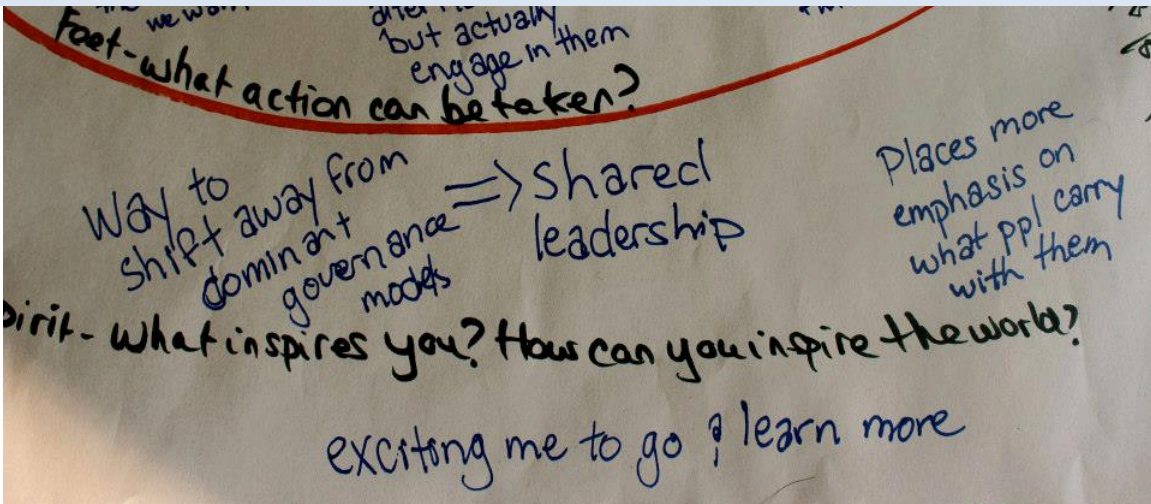 we
but actually
engage in them
Feet - what action can be taken?
Way to
shift away from
dominant
governance
models
=> shared
leadership
Places more
emphasis on
what ppl carry
with them
pirit - What inspires you? How can you inspire the world?
exciting me to go & learn more